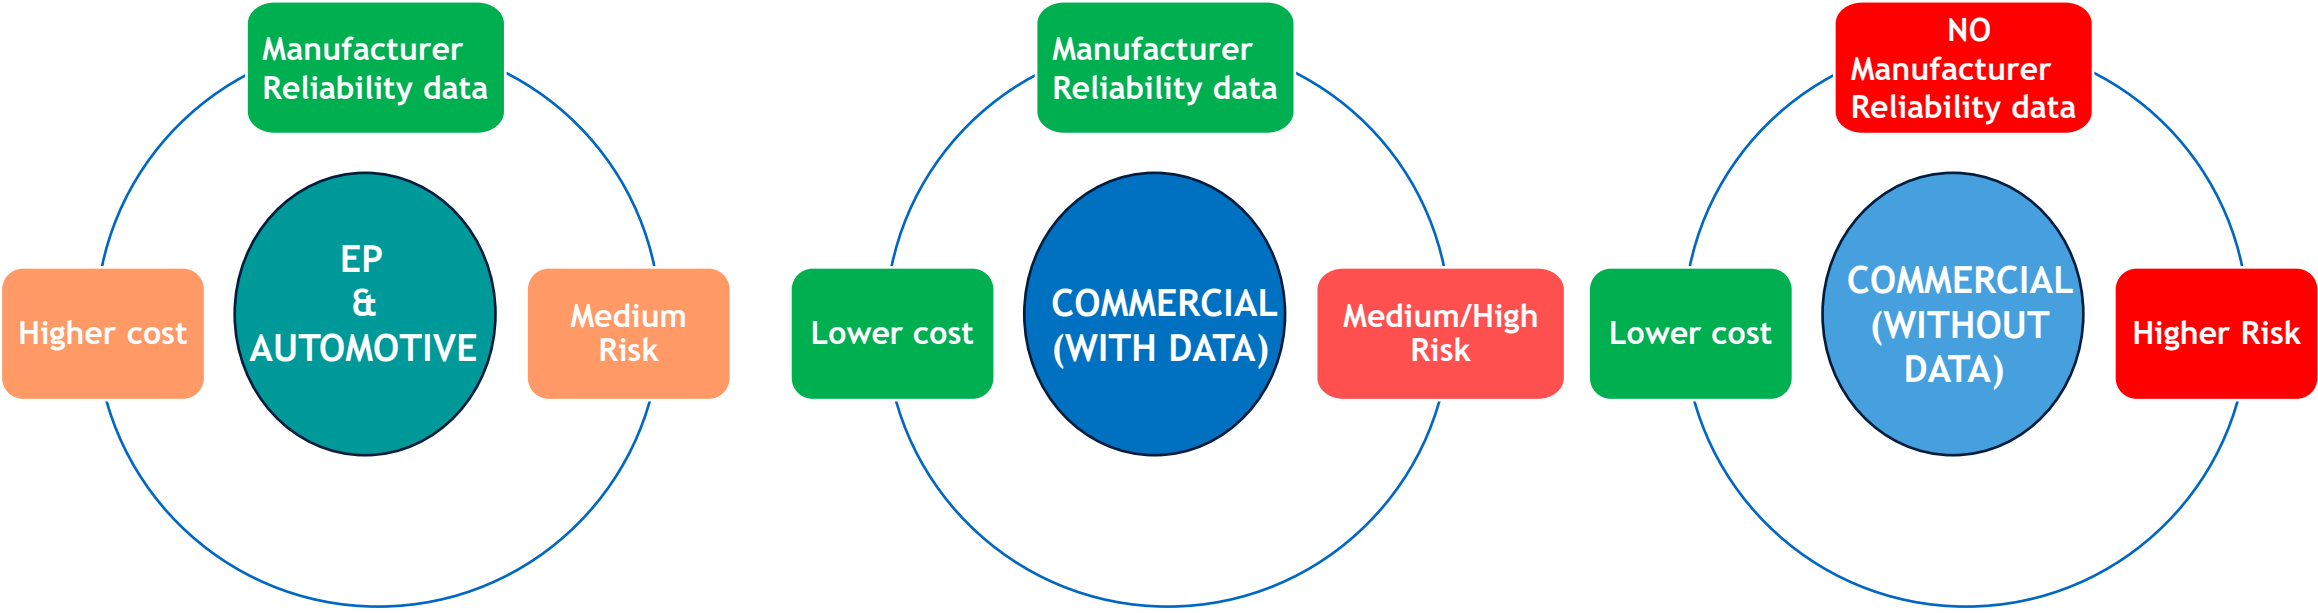 Manufacturer
Reliability data
Higher cost
EP
&
AUTOMOTIVE
Medium
Risk
Manufacturer
Reliability data
Lower cost
COMMERCIAL
(WITH DATA)
Medium/High
Risk
NO
Manufacturer
Reliability data
Lower cost
COMMERCIAL
(WITHOUT
DATA)
Higher Risk